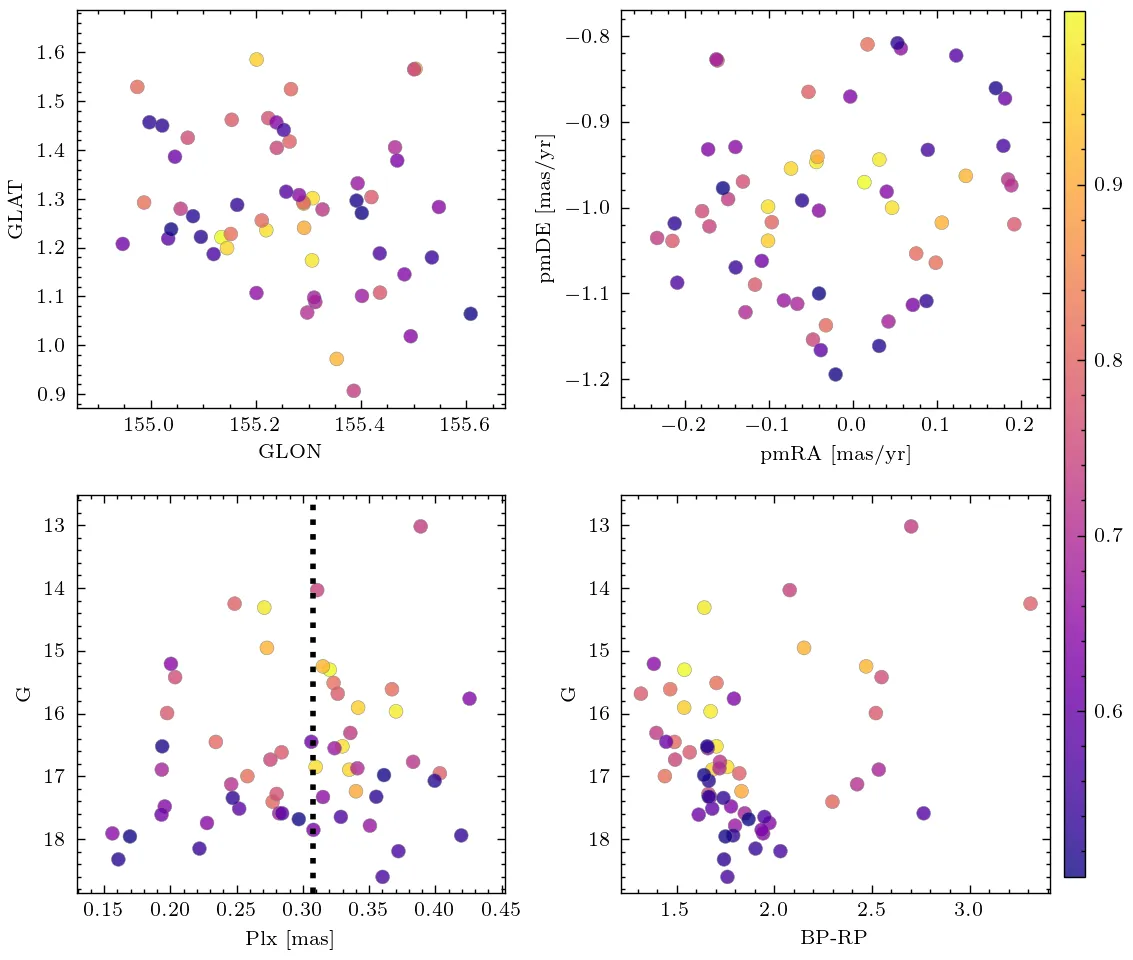 1.6
1.5
1.4
1.3
1.2
1.1
1.0
0.9
GLAT
155.0 155.2 155.4 155.6
GLON
−0.8
−0.9
−1.0
−1.1
−1.2
pmDE [mas/yr]
−0.2 −0.1 0.0 0.1 0.2
pmRA [mas/yr]
0.9
0.8
0.7
0.6
13
14
15
16
17
18
G
0.15 0.20 0.25 0.30 0.35 0.40 0.45
Plx [mas]
13
14
15
16
17
18
G
1.5 2.0 2.5 3.0
BP-RP